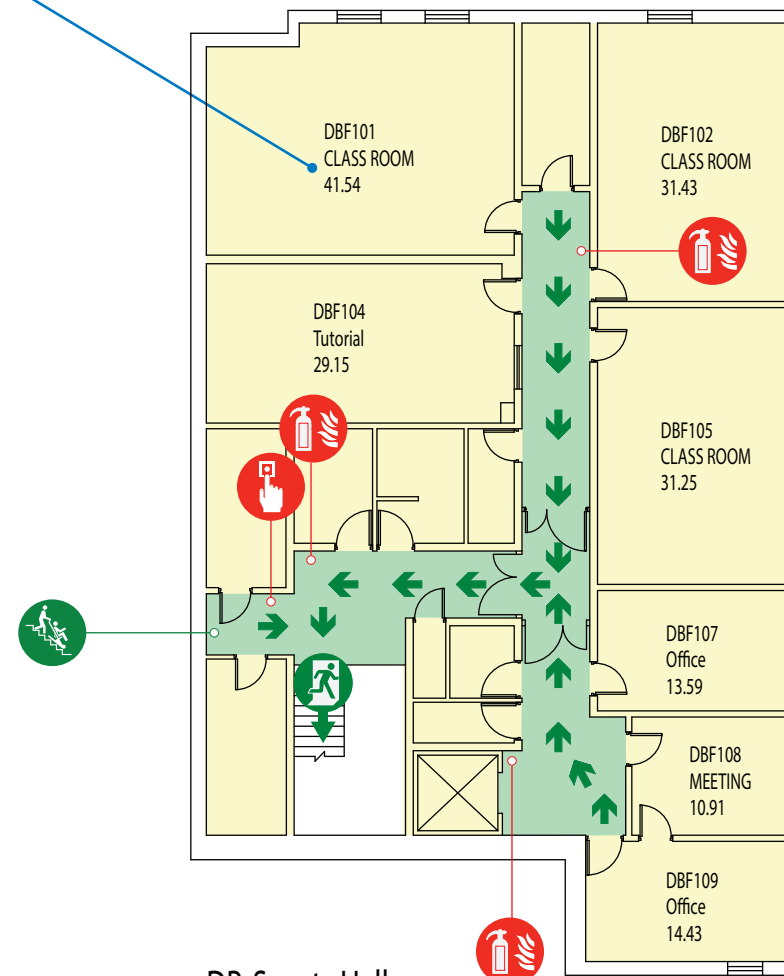 DBF101
CLASS ROOM
41.54
DBF102
CLASS ROOM
31.43
DBF104
Tutorial
29.15
DBF105
CLASS ROOM
31.25
DBF107
Office
13.59
DBF108
MEETING
10.91
DBF109
Office
14.43